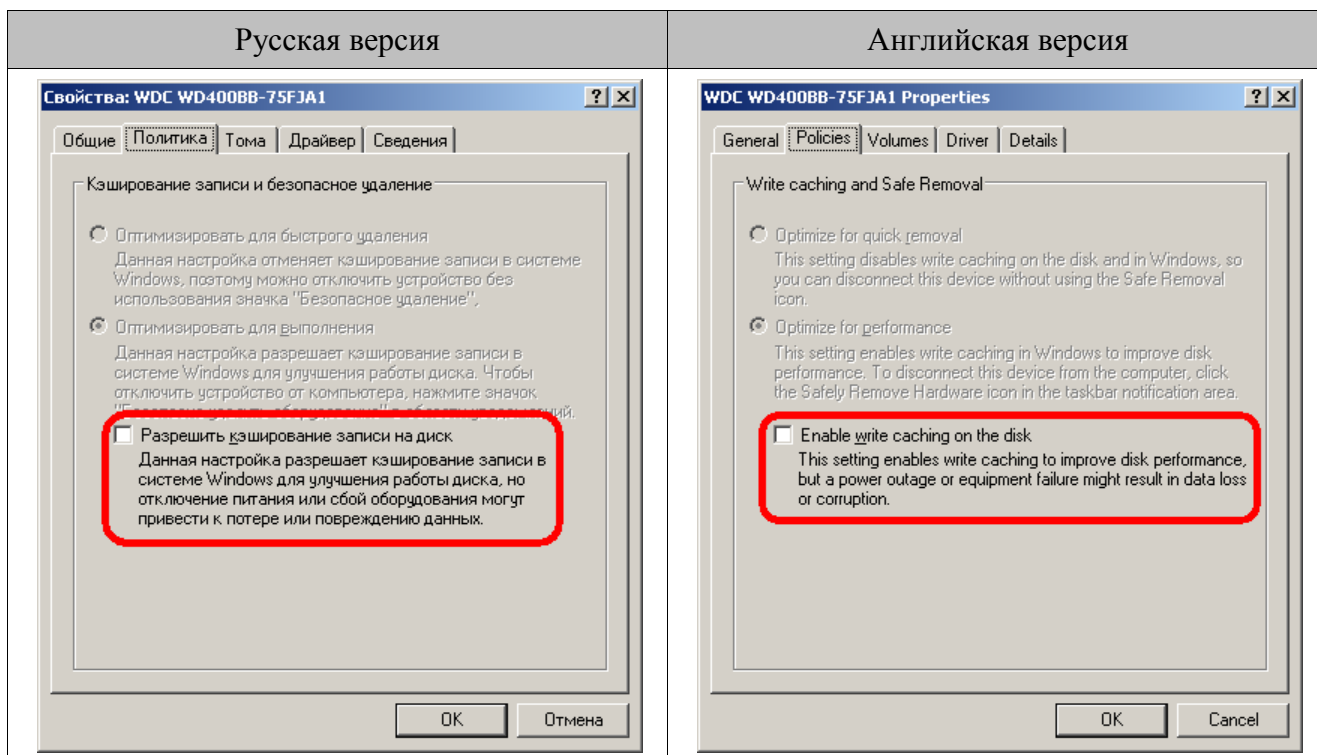 Русская версия
Английская версия
Свойства: WDC WD400BB-75FJA1
Общие Политика Тома Драйвер Сведения
Кэширование записи и безопасное удаление
Оптимизировать для быстрого удаления
Данная настройка отменяет кэширование записи в системе
Windows, поэтому можно отключить устройство без
использования значка "Безопасное удаление",
Оптимизировать для выполнения
Данная настройка разрешает кэширование записи в
системе Windows для улучшения работы диска. Чтобы
отключить устройство от компьютера, нажмите значок
Разрешить кэширование записи на диск
Данная настройка разрешает кэширование записи в
системе Windows для улучшения работы диска, но
отключение питания или сбой оборудования могут
привести к потере или повреждению данных.
OK Отмена
WDC WD400BB-75FJA1 Properties
General Policies Volumes Driver Details
Write caching and Safe Removal
Optimize for quick removal
This setting disables write caching on the disk and in Windows, so
you can disconnect this device without using the Safe Removal
icon.
Optimize for performance
This setting enables write caching in Windows to improve disk
performance. To disconnect this device from the computer, click
the Safely Remove Hardware icon in the taskbar notification area.
Enable write caching on the disk
This setting enables write caching to improve disk performance,
but a power outage or equipment failure might result in data loss
or corruption.
OK Cancel